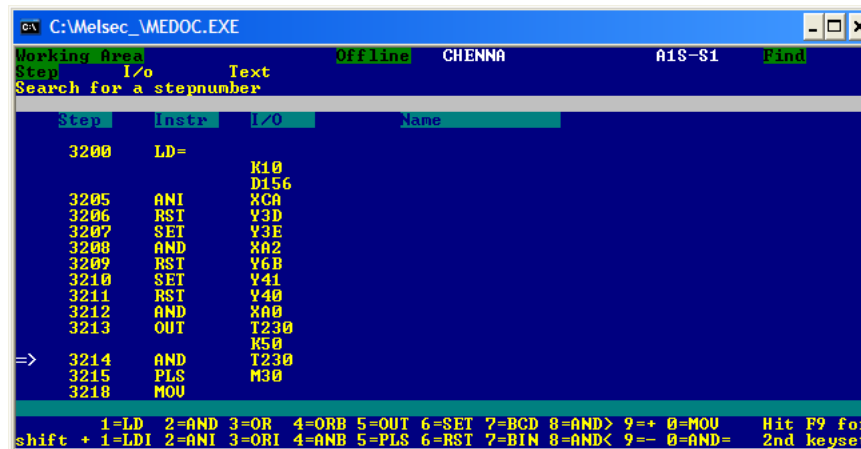 C:\Melsec_\MEDOC.EXE
Working Area Offline CHENNA A1S-S1 Find
Step I/o Text
Search for a stepnumber
Step Instr I/O Name
3200 LD=
K10
D156
3205 ANI XCA
3206 RST Y3D
3207 SET Y3E
3208 AND XA2
3209 RST Y6B
3210 SET Y41
3211 RST Y40
3212 AND XA0
3213 OUT T230
K50
=> 3214 AND T230
3215 PLS M30
3218 MOV
1=LD 2=AND 3=OR 4=ORB 5=OUT 6=SET 7=BCD 8=AND> 9=+ 0=MOV Hit F9 fo
shift + 1=LDI 2=ANI 3=ORI 4=ANB 5=PLS 6=RST 7=BIN 8=AND< 9=- 0=AND= 2nd keyse